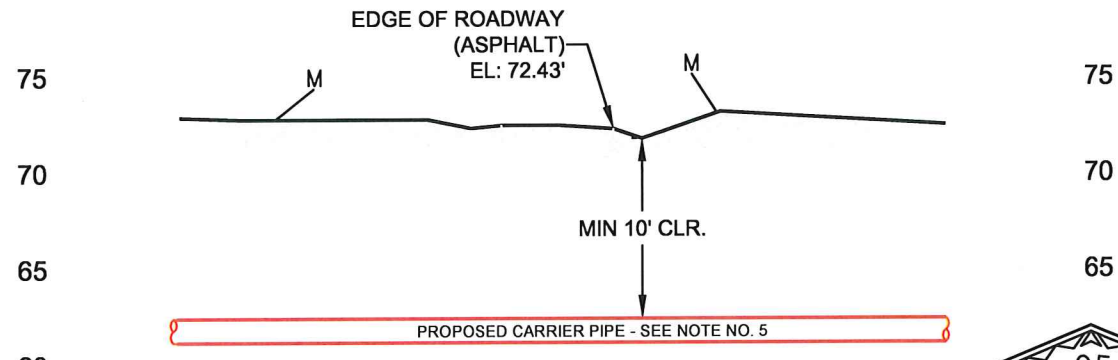 EDGE OF ROADWAY
(ASPHALT)
EL: 72.43'
75
M
M
75
70
70
MIN 10' CLR.
65
65
PROPOSED CARRIER PIPE - SEE NOTE NO. 5